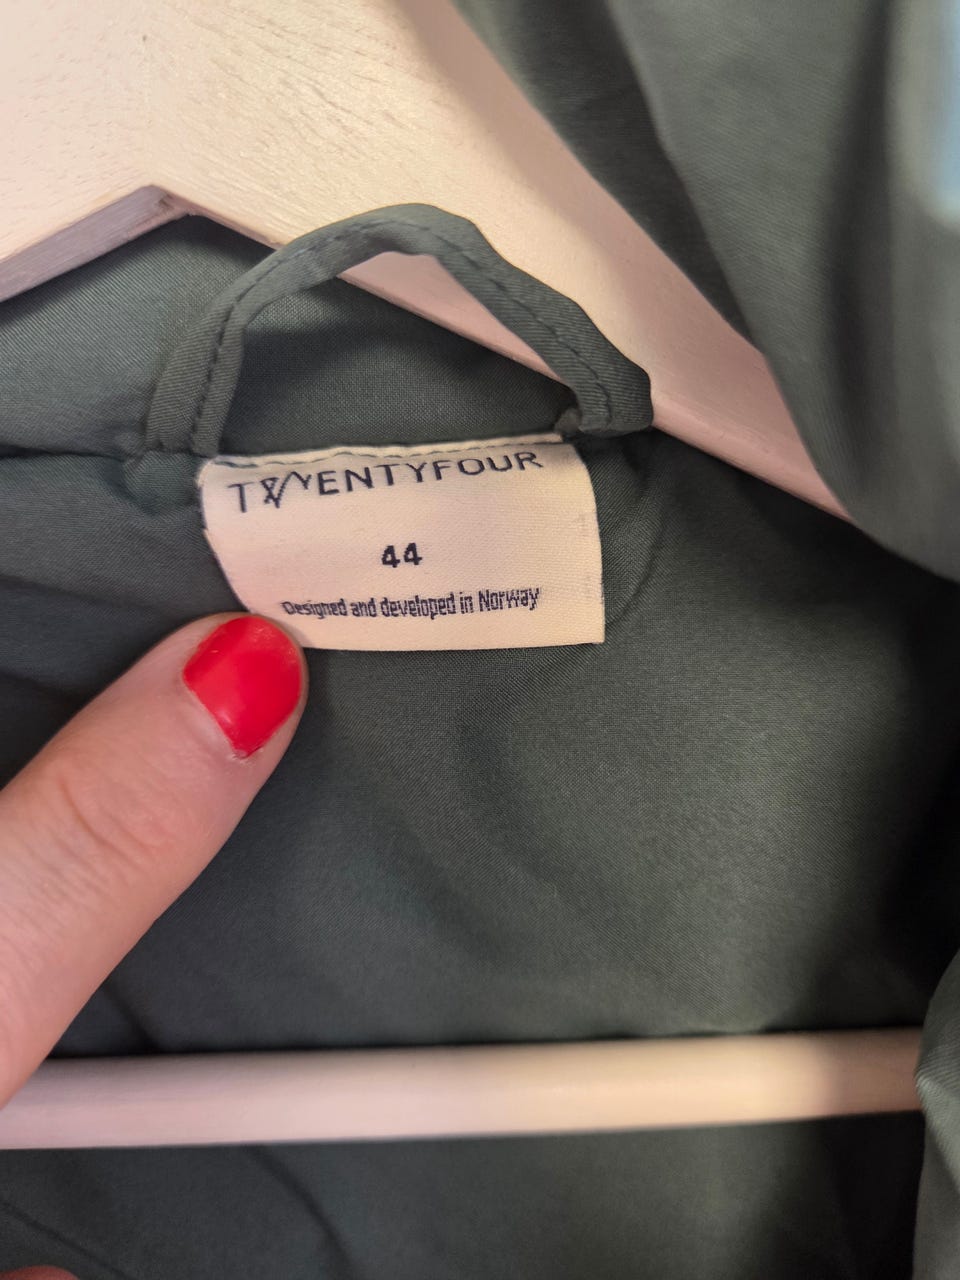 TWENTYFOUR
44
Designed and developed in Norway